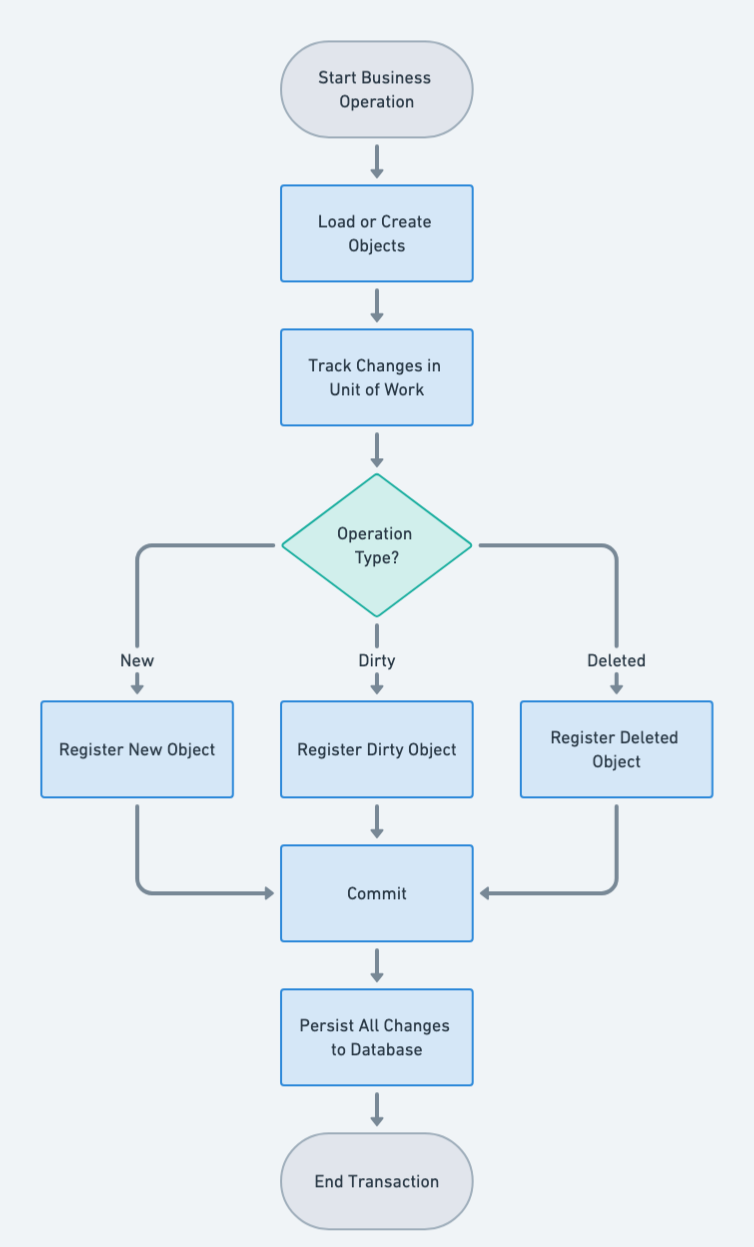 Start Business
Operation
Load or Create
Objects
Track Changes in
Unit of Work
Operation
Type?
New
Dirty
Deleted
Register New Object
Register Dirty Object
Register Deleted
Object
Commit
Persist All Changes
to Database
End Transaction